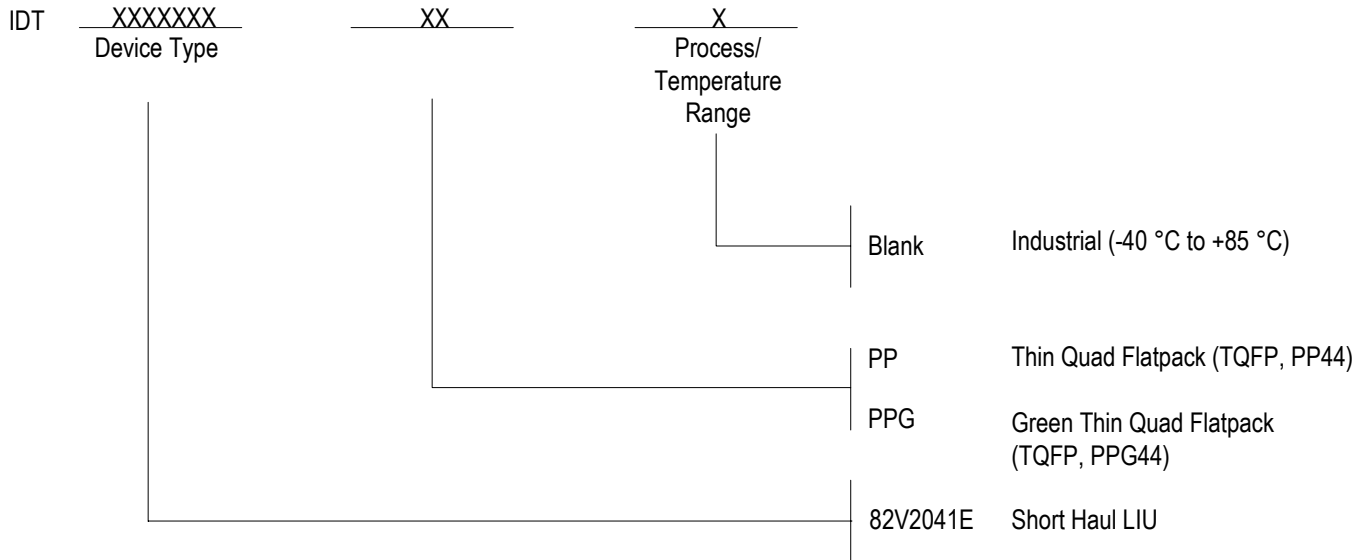 IDT XXXXXXX XX X
Device Type
Process/
Temperature
Range
Blank Industrial (-40 °C to +85 °C)
PP Thin Quad Flatpack (TQFP, PP44)
PPG Green Thin Quad Flatpack
(TQFP, PPG44)
82V2041E Short Haul LIU